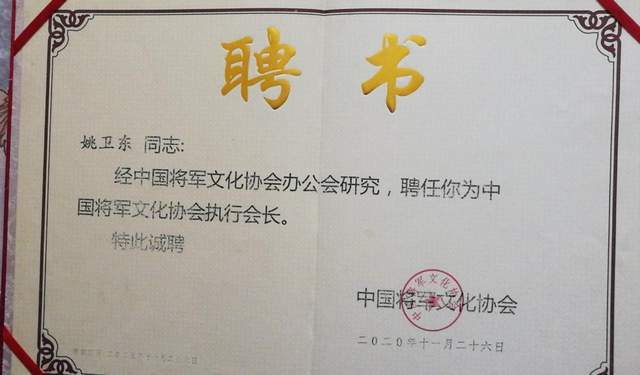 聘书
姚卫东 同志:
经中国将军文化协会办公会研究，聘任你为中
国将军文化协会执行会长。
特此诚聘
中国将军文化协会
二0二0年十一月二十六日